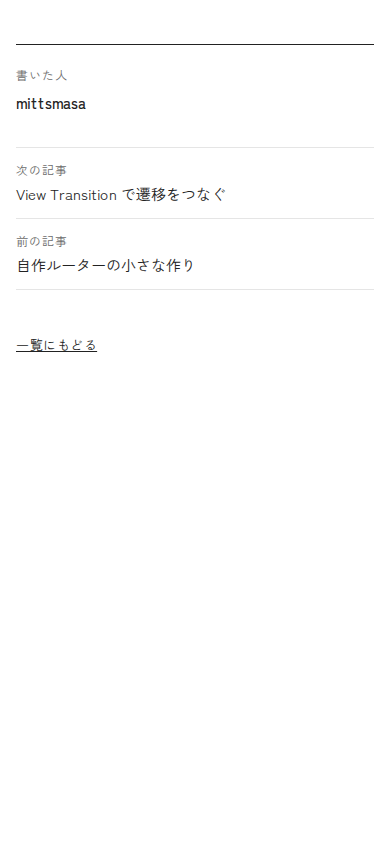 書いた人
mittsmasa
次の記事
View Transition で遷移をつなぐ
前の記事
自作ルーターの小さな作り
一覧にもどる